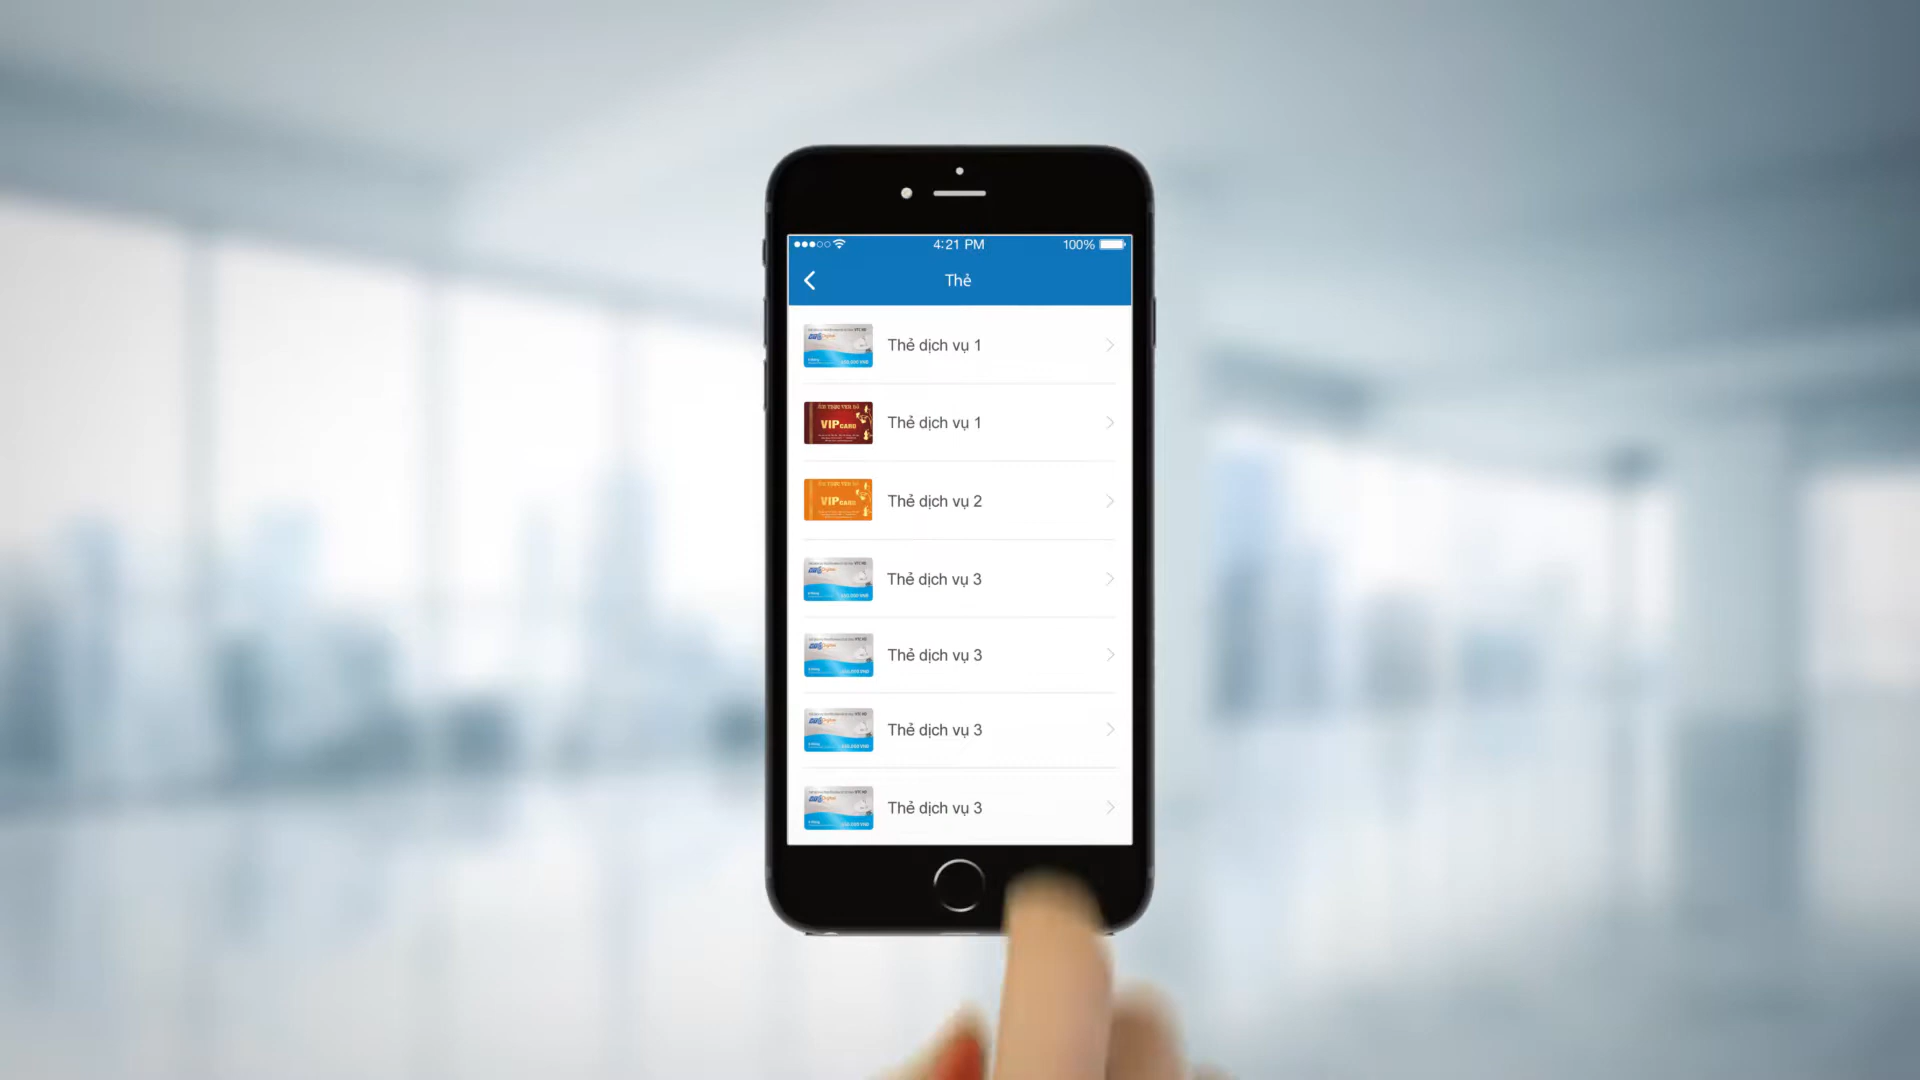 4:21 PM
100%
Thẻ
Thẻ dịch vụ 1
VIP CARD
Thẻ dịch vụ 1
VIP CARD
Thẻ dịch vụ 2
Thẻ dịch vụ 3
Thẻ dịch vụ 3
Thẻ dịch vụ 3
Thẻ dịch vụ 3